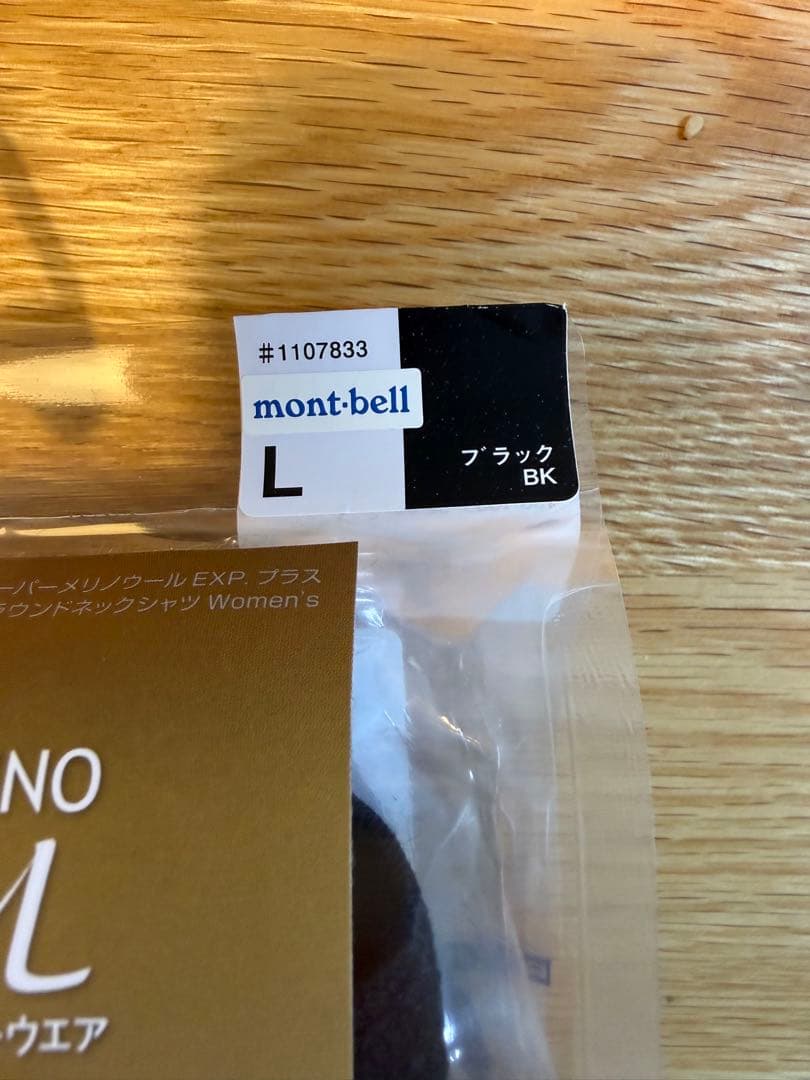 #1107833
mont·bell
L
ブラック
BK
ーパーメリノウール EXP. プラス
ラウンドネックシャツ Women's
NO
ウエア